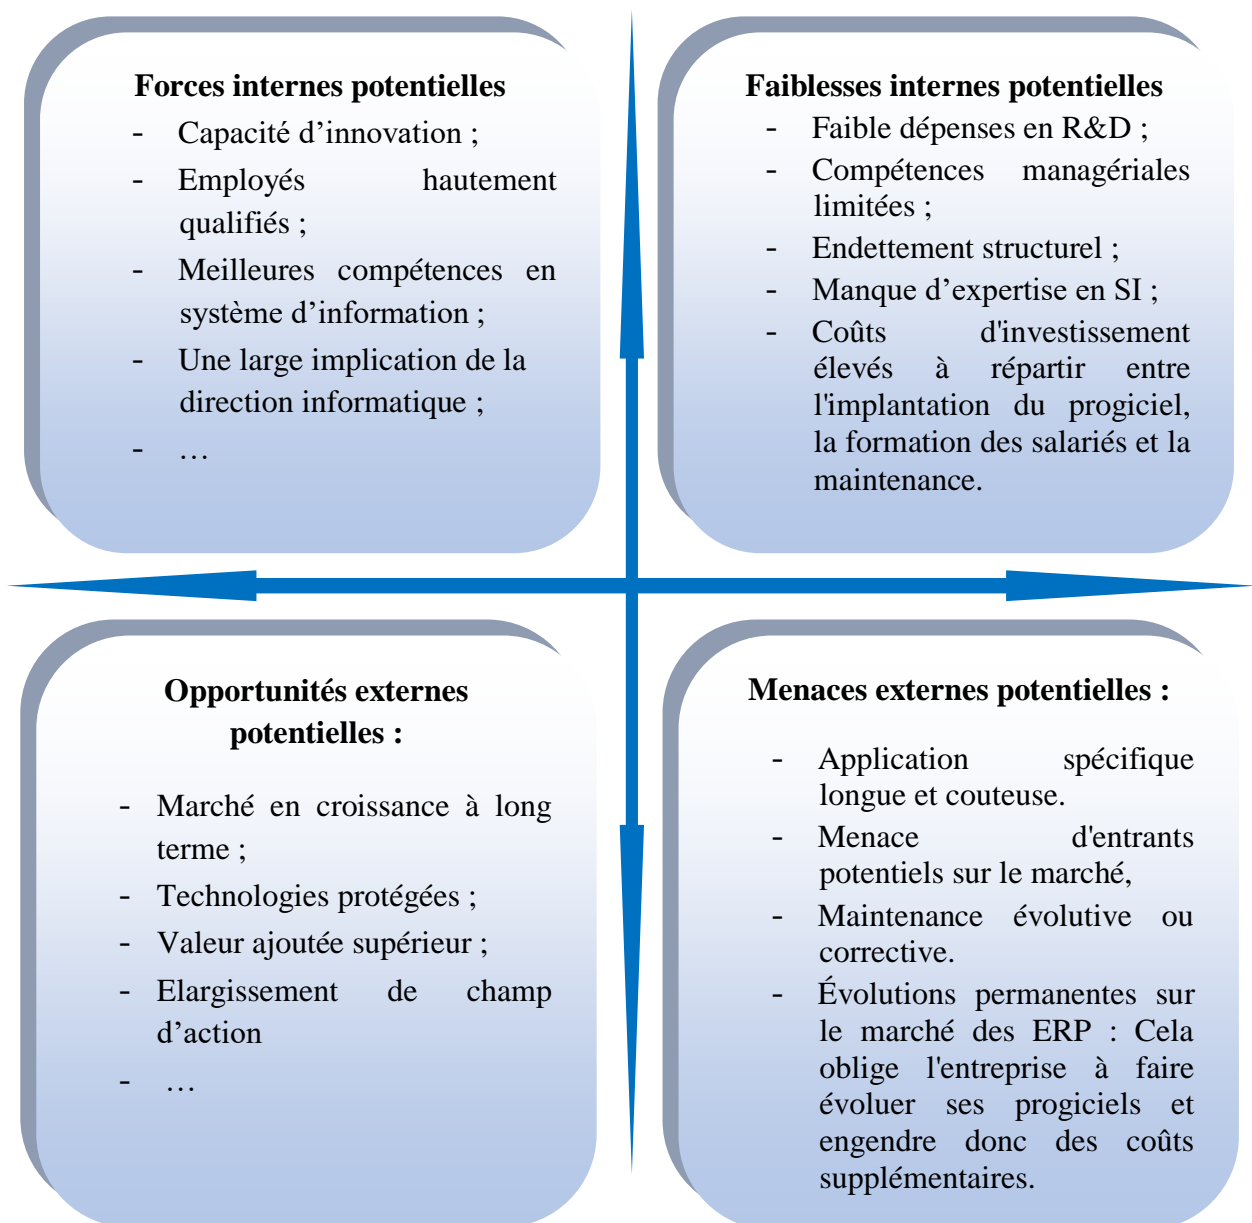 Forces internes potentielles
- Capacité d’innovation ;
- Employés hautement
qualifiés ;
- Meilleures compétences en
système d’information ;
- Une large implication de la
direction informatique ;
- …
Faiblesses internes potentielles
- Faible dépenses en R&D ;
- Compétences managériales
limitées ;
- Endettement structurel ;
- Manque d’expertise en SI ;
- Coûts d'investissement
élevés à répartir entre
l'implantation du progiciel,
la formation des salariés et la
maintenance.
Opportunités externes
potentielles :
- Marché en croissance à long
terme ;
- Technologies protégées ;
- Valeur ajoutée supérieur ;
- Elargissement de champ
d’action
- …
Menaces externes potentielles :
- Application spécifique
longue et couteuse.
- Menace d'entrants
potentiels sur le marché,
- Maintenance évolutive ou
corrective.
- Évolutions permanentes sur
le marché des ERP : Cela
oblige l'entreprise à faire
évoluer ses progiciels et
engendre donc des coûts
supplémentaires.